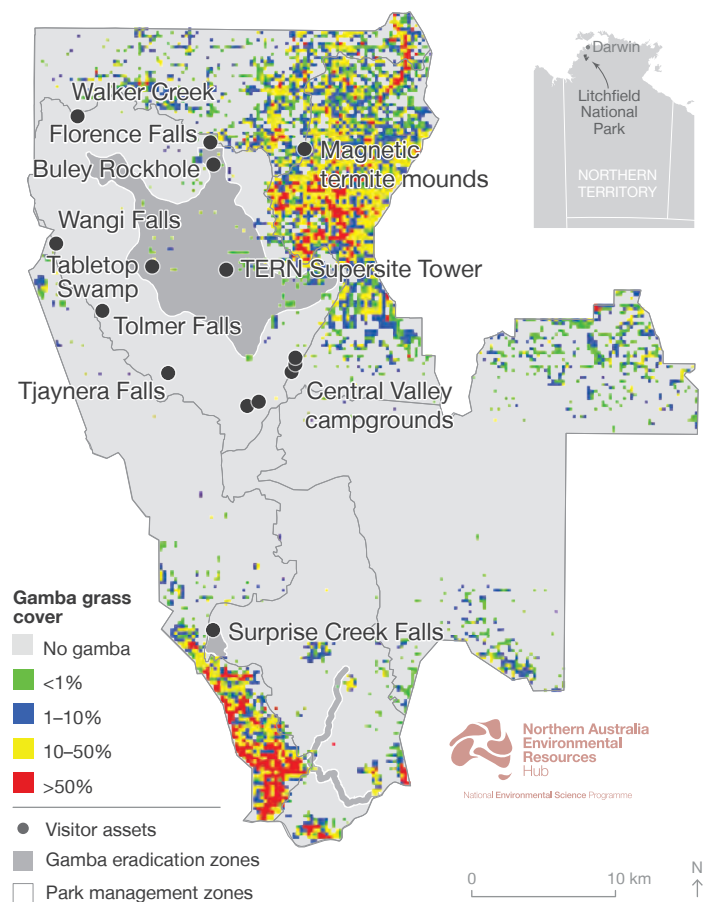 Darwin
Litchfield
National
Park
NORTHERN
TERRITORY
Walker Creek
Florence Falls
Buley Rockhole
Magnetic
termite mounds
Wangi Falls
Tabletop
Swamp
TERN Supersite Tower
Tolmer Falls
Tjaynera Falls
Central Valley
campgrounds
Surprise Creek Falls
Gamba grass
cover
No gamba
<1%
1–10%
10–50%
>50%
Visitor assets
Gamba eradication zones
Park management zones
Northern Australia
Environmental
Resources
Hub
National Environmental Science Programme
0 10 km
N